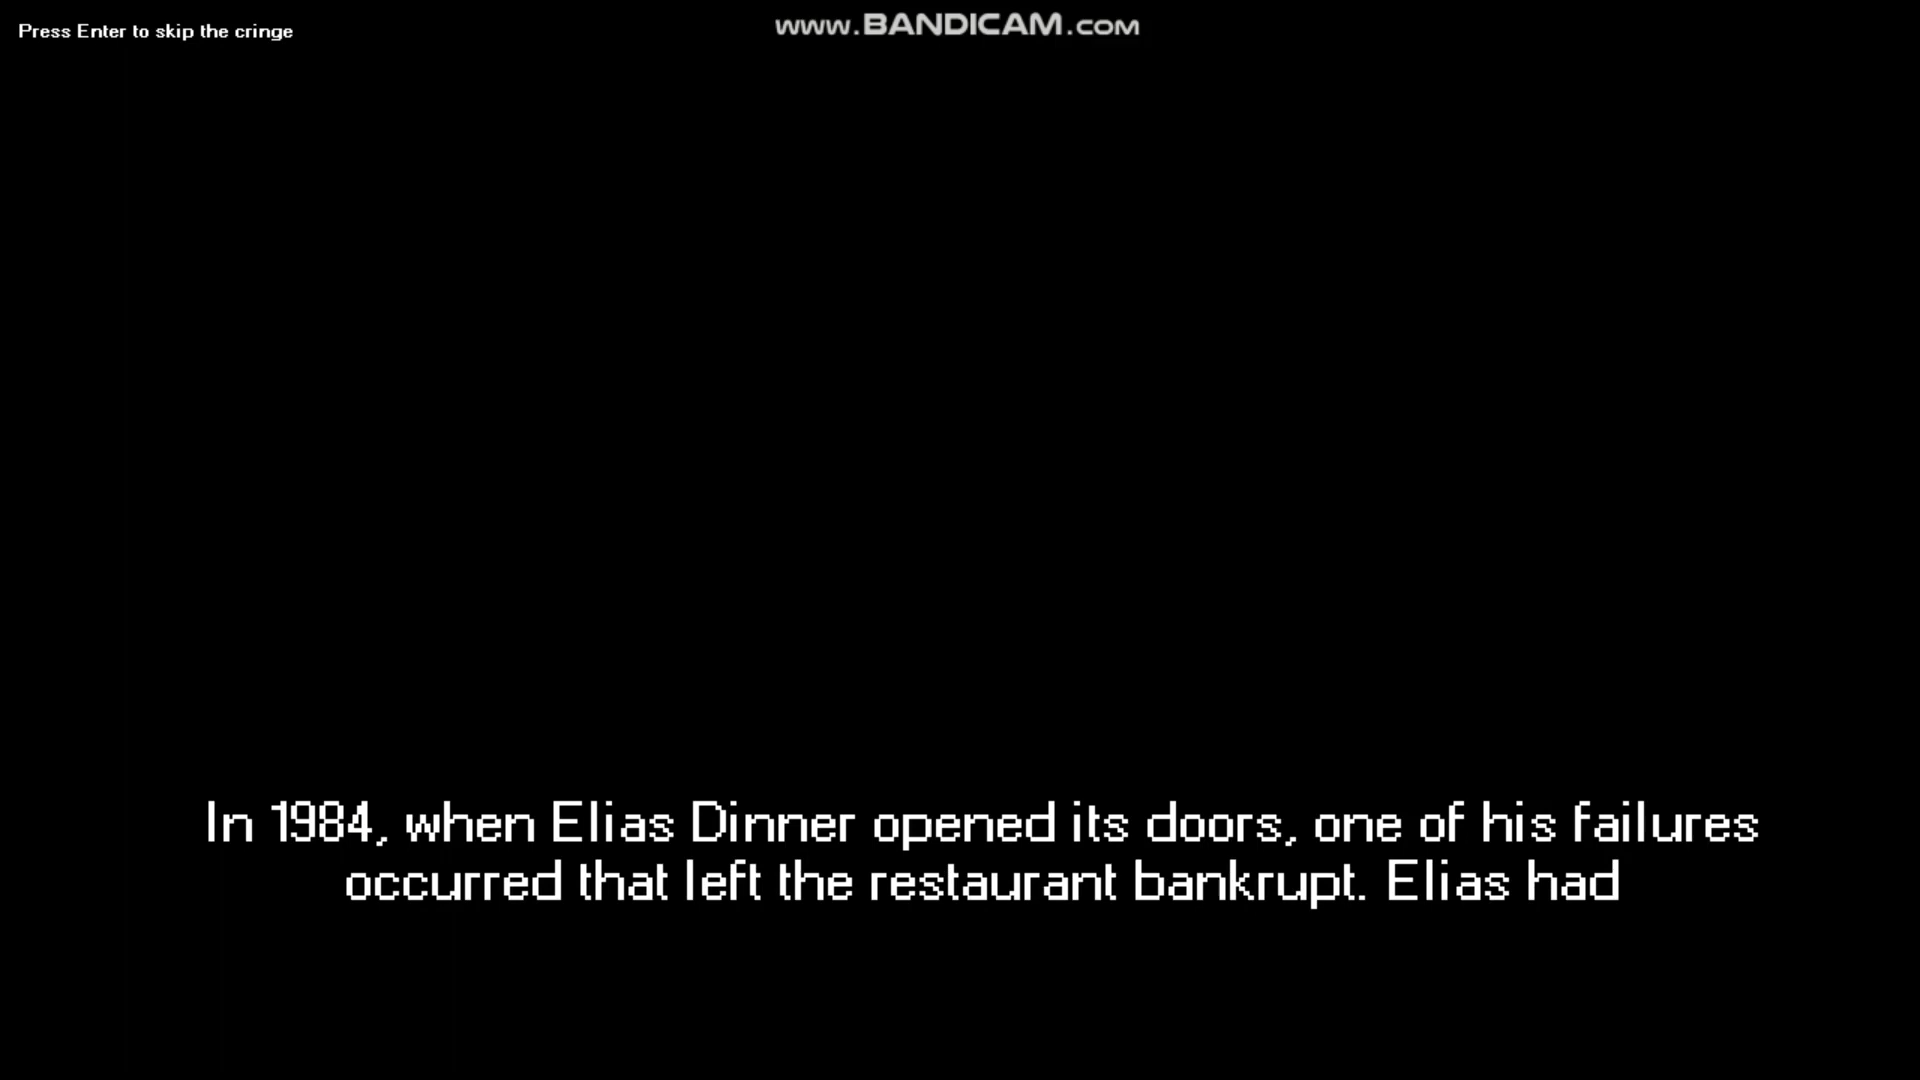 Press Enter to skip the cringe
www.BANDICAM.com
In 1984, when Elias Dinner opened its doors, one of his failures
occurred that left the restaurant bankrupt. Elias had